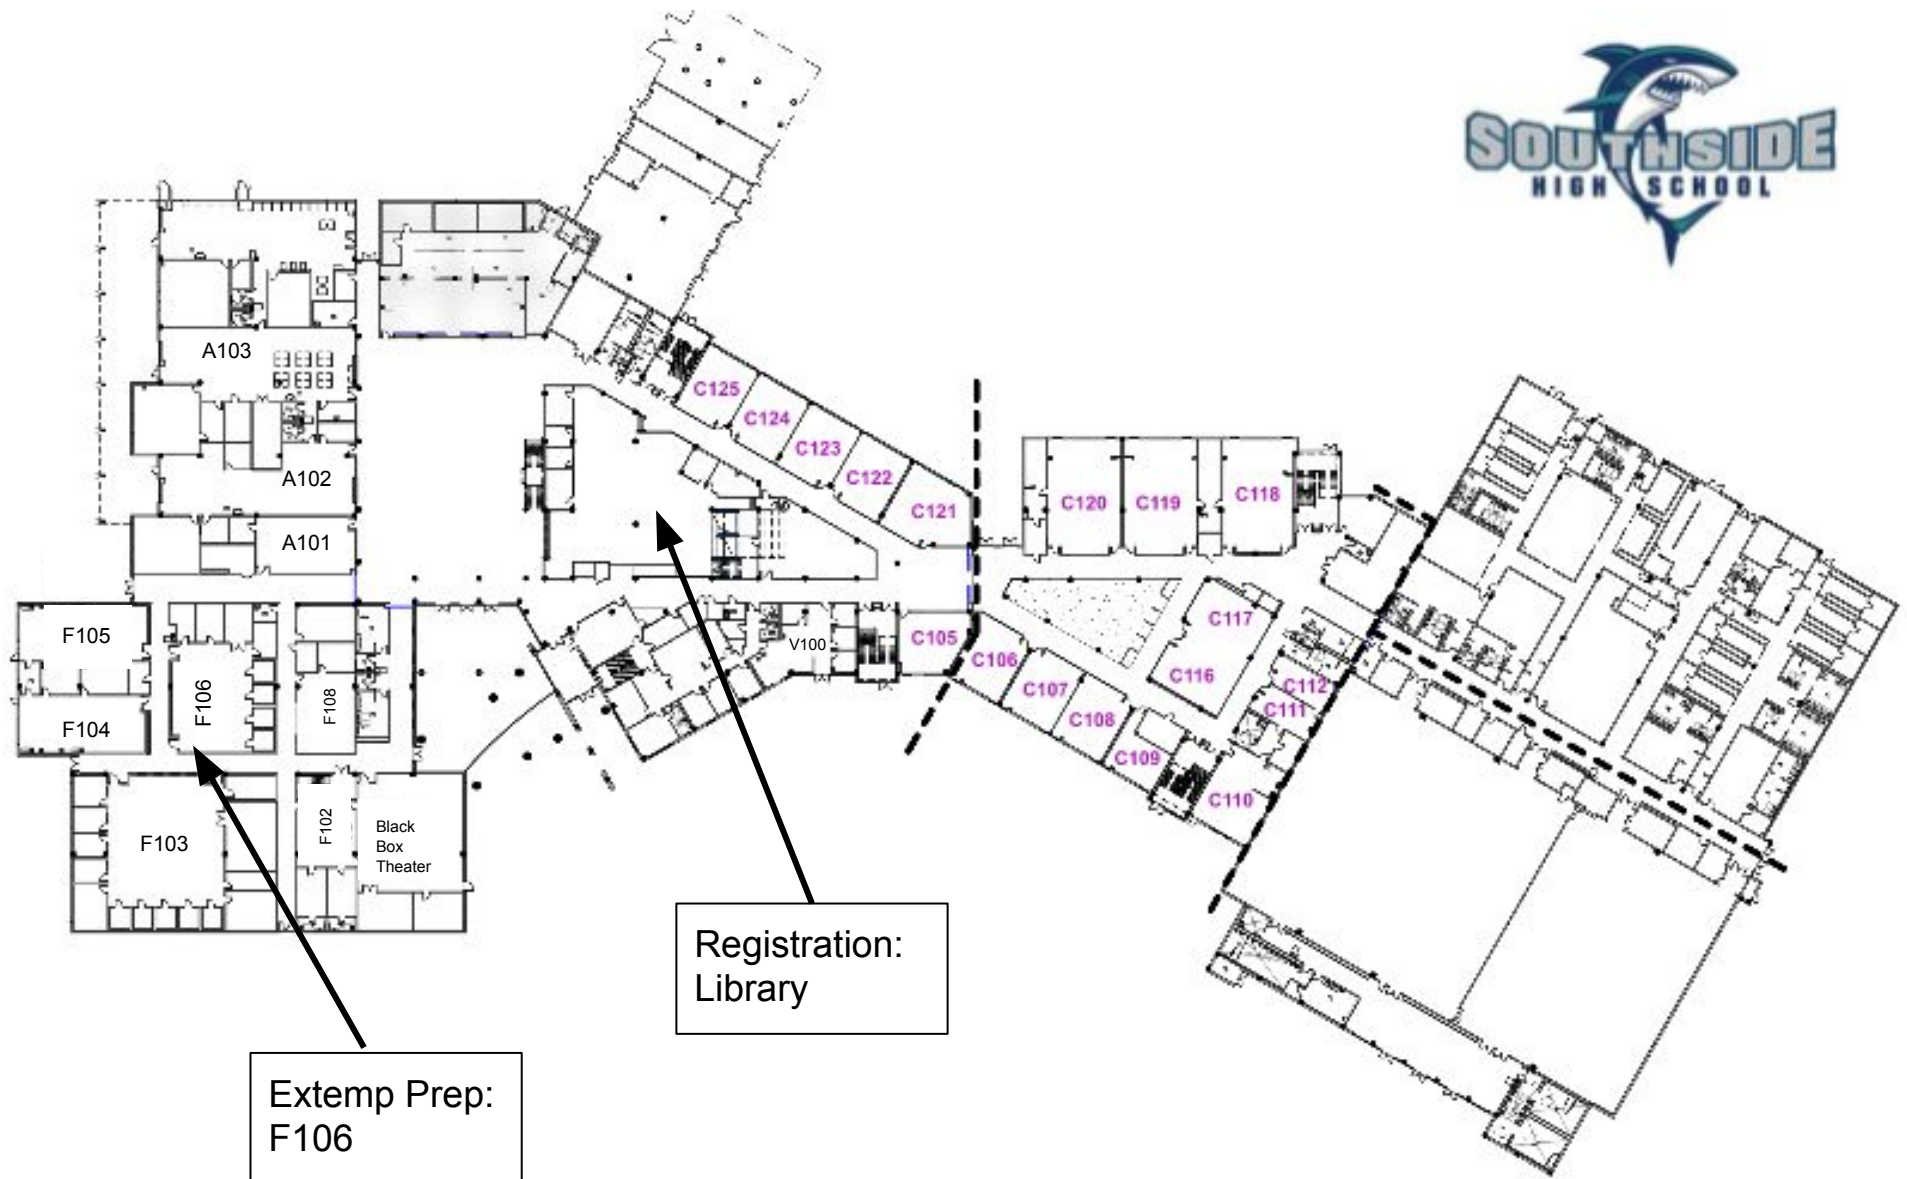 SOUTHSIDE
HIGH SCHOOL
A103
A102
A101
C125
C124
C123
C122
C121
C120
C119
C118
C117
C116
C112
C111
C110
C109
C108
C107
C106
C105
V100
F105
F104
F106
F108
F103
F102
Black
Box
Theater
Registration:
Library
Extemp Prep:
F106